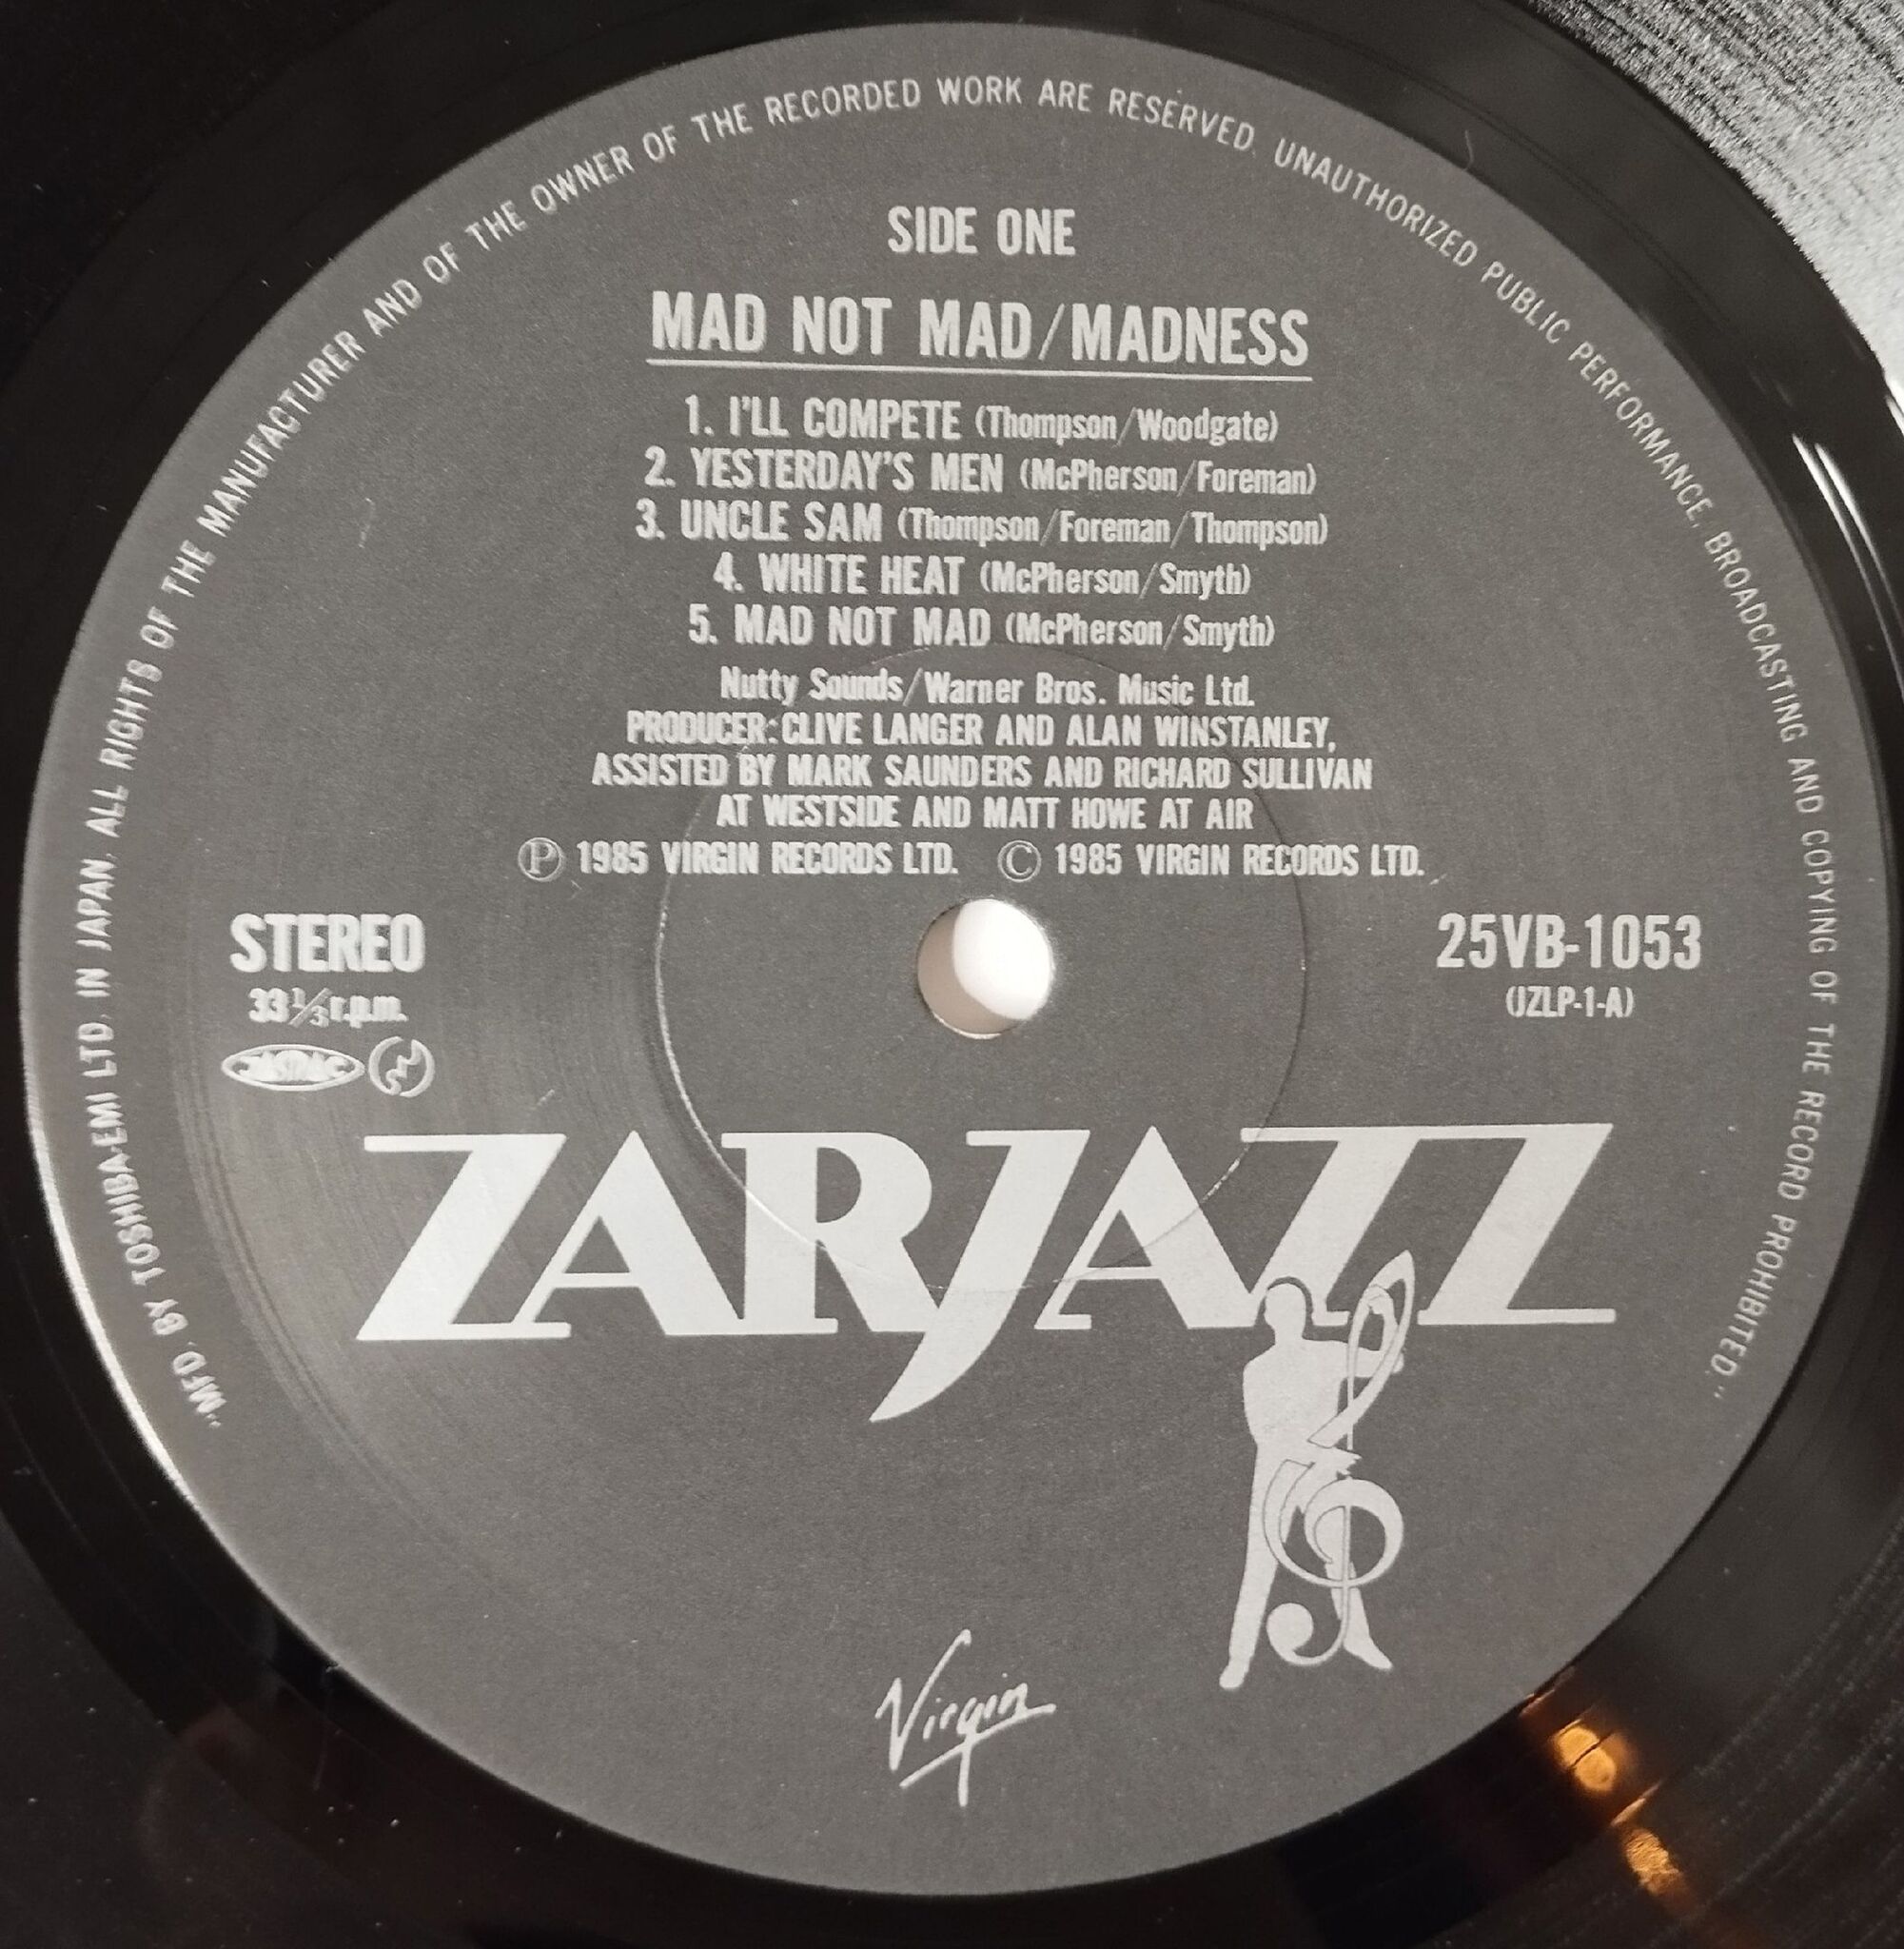 "MFD. BY TOSHIBA-EMI LTD. IN JAPAN. ALL RIGHTS OF THE MANUFACTURER AND OF THE OWNER OF THE RECORDED WORK ARE RESERVED. UNAUTHORIZED PUBLIC PERFORMANCE, BROADCASTING AND COPYING OF THE RECORD PROHIBITED."
SIDE ONE
MAD NOT MAD/MADNESS
1. I'LL COMPETE (Thompson/Woodgate)
2. YESTERDAY'S MEN (McPherson/Foreman)
3. UNCLE SAM (Thompson/Foreman/Thompson)
4. WHITE HEAT (McPherson/Smyth)
5. MAD NOT MAD (McPherson/Smyth)
Nutty Sounds/Warner Bros. Music Ltd.
PRODUCER: CLIVE LANGER AND ALAN WINSTANLEY,
ASSISTED BY MARK SAUNDERS AND RICHARD SULLIVAN
AT WESTSIDE AND MATT HOWE AT AIR
Ⓟ 1985 VIRGIN RECORDS LTD. Ⓒ 1985 VIRGIN RECORDS LTD.
STEREO
33⅓ r.p.m.
JASRAC
25VB-1053
(JZLP-1-A)
ZARJAZZ
Virgin